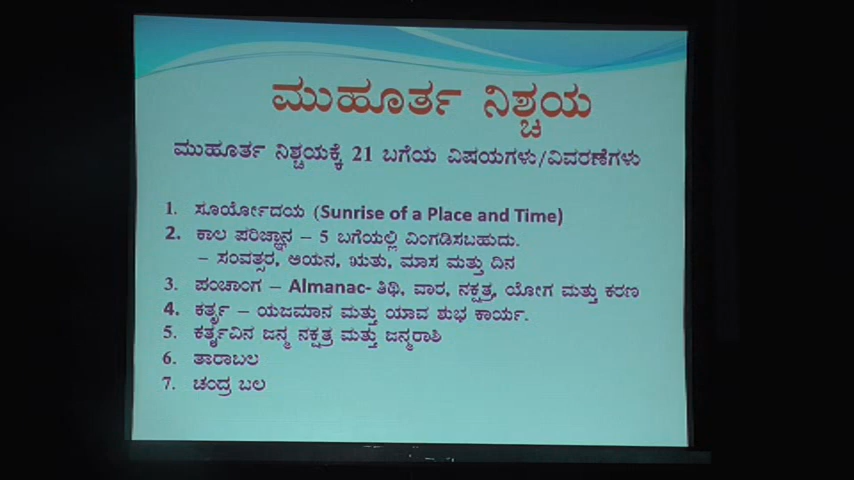 ಮುಹೂರ್ತ ನಿಶ್ಚಯ
ಮುಹೂರ್ತ ನಿಶ್ಚಯಕ್ಕೆ 21 ಬಗೆಯ ವಿಷಯಗಳು/ವಿವರಣೆಗಳು
1. ಸೂರ್ಯೋದಯ (Sunrise of a Place and Time)
2. ಕಾಲ ಪರಿಜ್ಞಾನ – 5 ಬಗೆಯಲ್ಲಿ ವಿಂಗಡಿಸಬಹುದು.
– ಸಂವತ್ಸರ, ಅಯನ, ಋತು, ಮಾಸ ಮತ್ತು ದಿನ
3. ಪಂಚಾಂಗ – Almanac- ತಿಥಿ, ವಾರ, ನಕ್ಷತ್ರ, ಯೋಗ ಮತ್ತು ಕರಣ
4. ಕರ್ತೃ – ಯಜಮಾನ ಮತ್ತು ಯಾವ ಶುಭ ಕಾರ್ಯ.
5. ಕರ್ತೃವಿನ ಜನ್ಮ ನಕ್ಷತ್ರ ಮತ್ತು ಜನ್ಮರಾಶಿ
6. ತಾರಾಬಲ
7. ಚಂದ್ರ ಬಲ